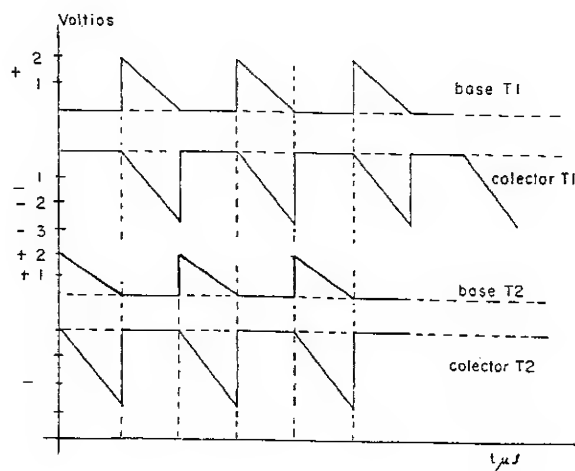 Voltios
2
+
1
base T1
1
colector T1
-
- 2
- 3
+ 2
+ 1
base T2
colector T2
-
t μs